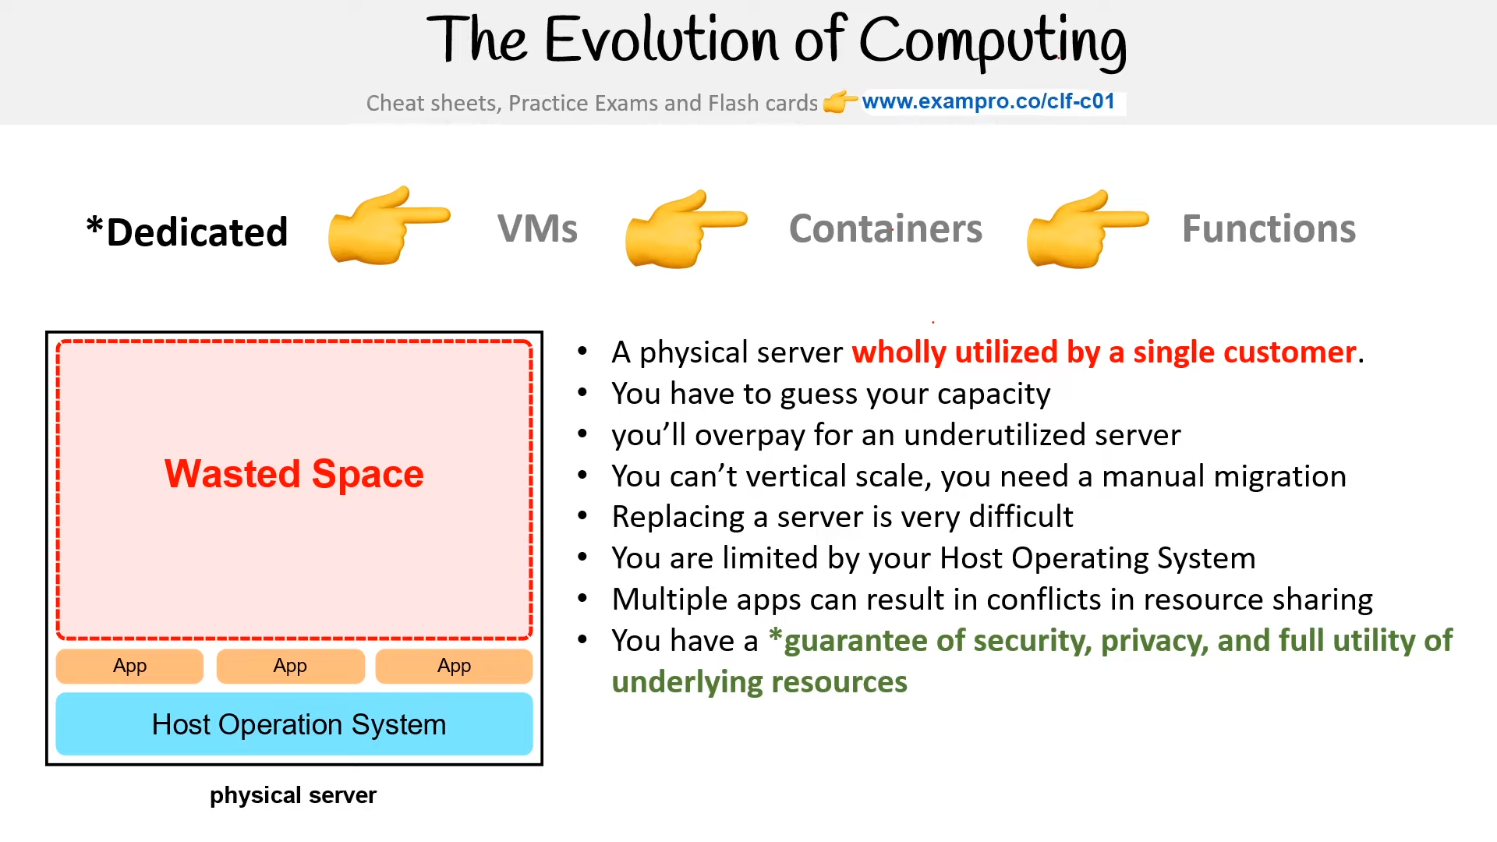 The Evolution of Computing
Cheat sheets, Practice Exams and Flash cards www.exampro.co/clf-c01
*Dedicated VMs Containers Functions
Wasted Space
App App App
Host Operation System
physical server
• A physical server wholly utilized by a single customer.
• You have to guess your capacity
• you’ll overpay for an underutilized server
• You can’t vertical scale, you need a manual migration
• Replacing a server is very difficult
• You are limited by your Host Operating System
• Multiple apps can result in conflicts in resource sharing
• You have a *guarantee of security, privacy, and full utility of
underlying resources